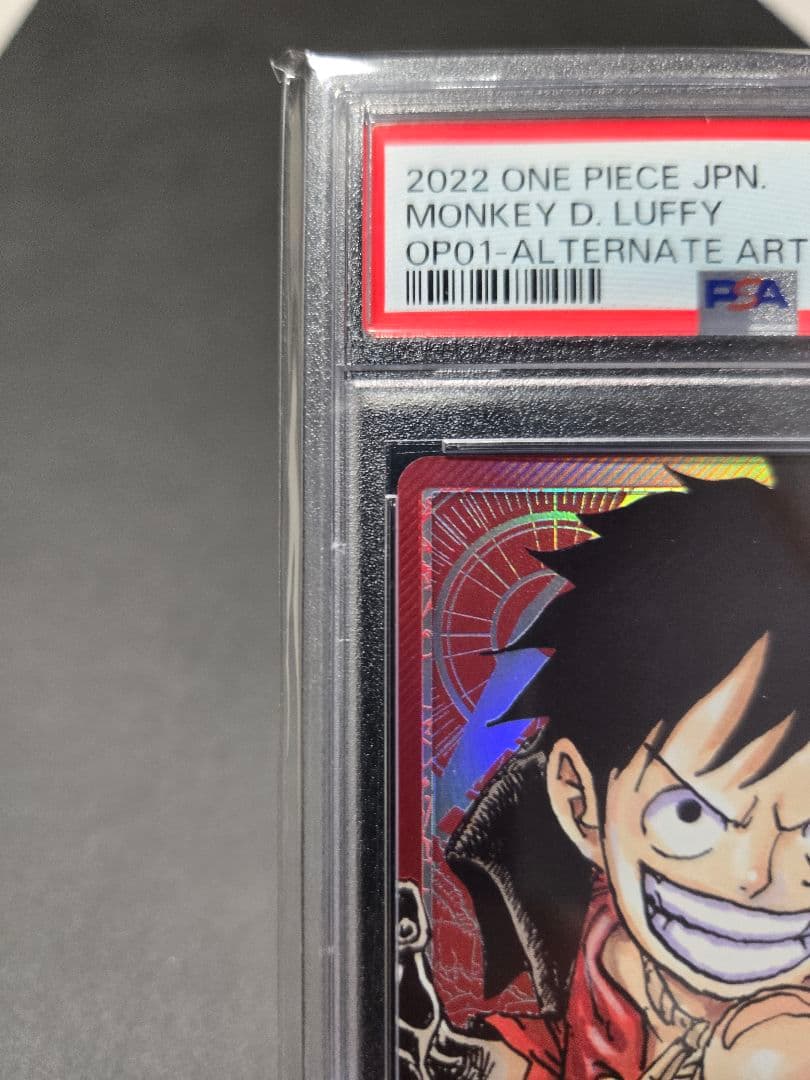 2022 ONE PIECE JPN.
MONKEY D. LUFFY
OP01-ALTERNATE ART
PSA